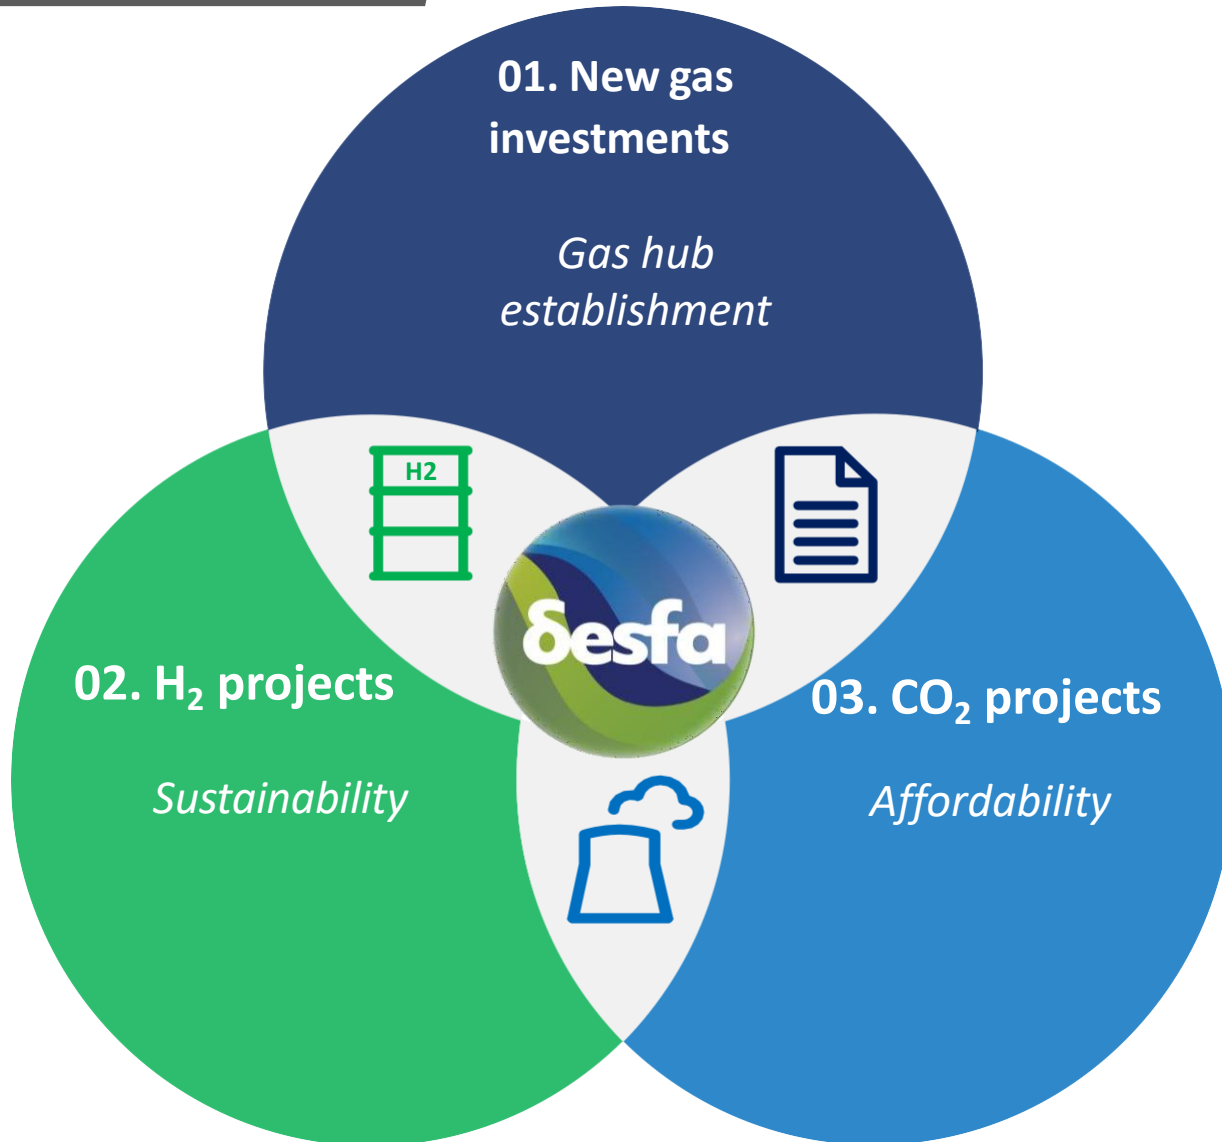 01. New gas
investments
Gas hub
establishment
H2
δesfa
02. H₂ projects
03. CO₂ projects
Sustainability
Affordability